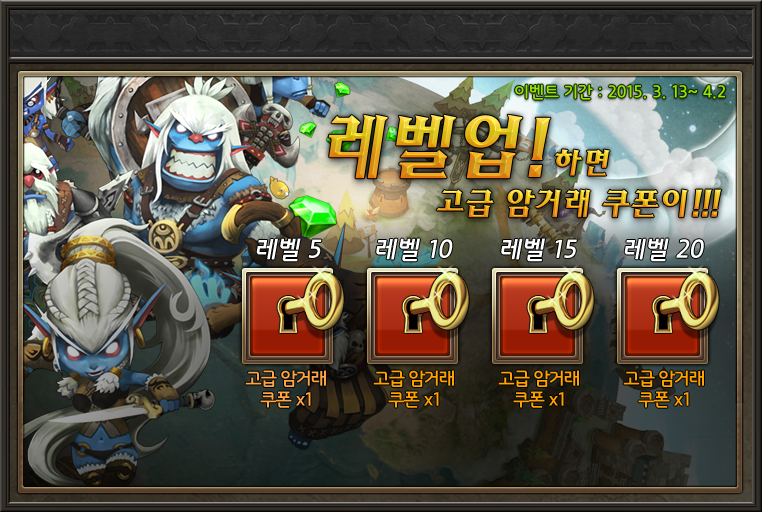 이벤트 기간 : 2015. 3. 13~ 4.2
레벨업! 하면
고급 암거래 쿠폰이!!!
레벨 5 레벨 10 레벨 15 레벨 20
고급 암거래 고급 암거래 고급 암거래 고급 암거래
쿠폰 x1 쿠폰 x1 쿠폰 x1 쿠폰 x1